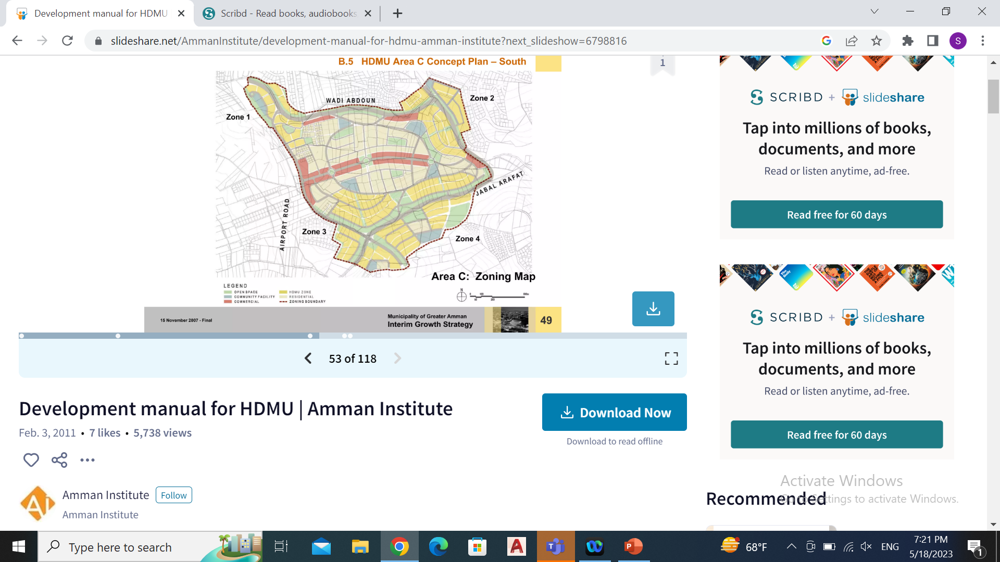 Development manual for HDMU
Scribd - Read books, audiobooks
slideshare.net/AmmanInstitute/development-manual-for-hdmu-amman-institute?next_slideshow=6798816
S
B.5 HDMU Area C Concept Plan – South
1
WADI ABDOUN
Zone 2
Zone 1
JABAL ARAFAT
AIRPORT ROAD
Zone 3
Zone 4
Area C: Zoning Map
LEGEND
OPEN SPACE
COMMUNITY FACILITY
COMMERCIAL
HDMU ZONE
RESIDENTIAL
ZONING BOUNDARY
N
15 November 2007 - Final
Municipality of Greater Amman
Interim Growth Strategy
49
53 of 118
Development manual for HDMU | Amman Institute
Feb. 3, 2011 • 7 likes • 5,738 views
Download Now
Download to read offline
Amman Institute
Follow
Amman Institute
SCRIBD + slideshare
Tap into millions of books,
documents, and more
Read or listen anytime, ad-free.
Read free for 60 days
The Daily
SCRIBD + slideshare
Tap into millions of books,
documents, and more
Read or listen anytime, ad-free.
Read free for 60 days
Activate Windows
Go to Settings to activate Windows.
Recommended
Type here to search
68°F
ENG
7:21 PM
5/18/2023
1